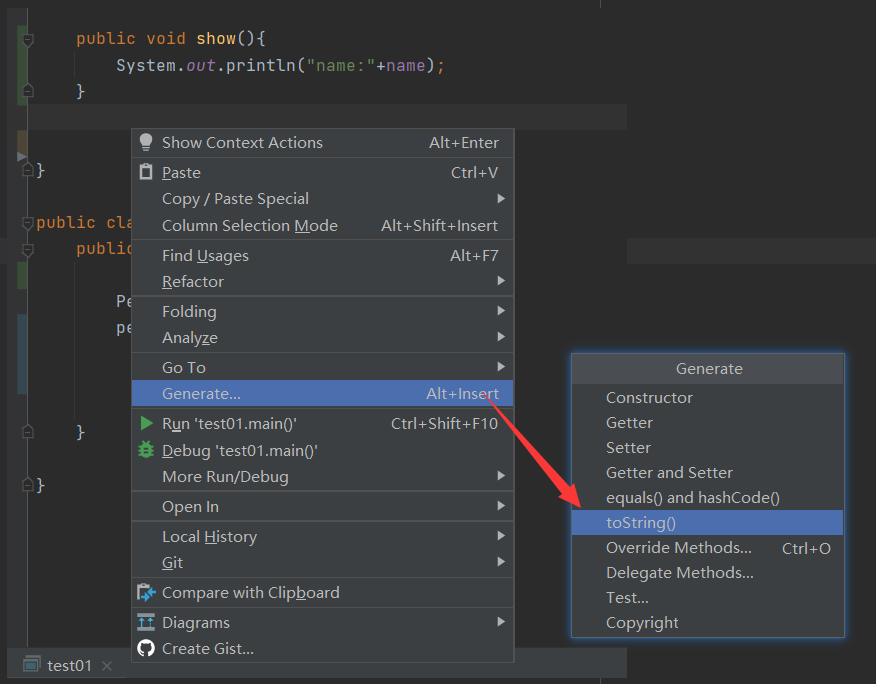 public void show(){
System.out.println("name:"+name);
}
}
public cla
public
Pe
pe
}
}
Show Context Actions Alt+Enter
Paste Ctrl+V
Copy / Paste Special
Column Selection Mode Alt+Shift+Insert
Find Usages Alt+F7
Refactor
Folding
Analyze
Go To
Generate... Alt+Insert
Run 'test01.main()' Ctrl+Shift+F10
Debug 'test01.main()'
More Run/Debug
Open In
Local History
Git
Compare with Clipboard
Diagrams
Create Gist...
Generate
Constructor
Getter
Setter
Getter and Setter
equals() and hashCode()
toString()
Override Methods... Ctrl+O
Delegate Methods...
Test...
Copyright
test01